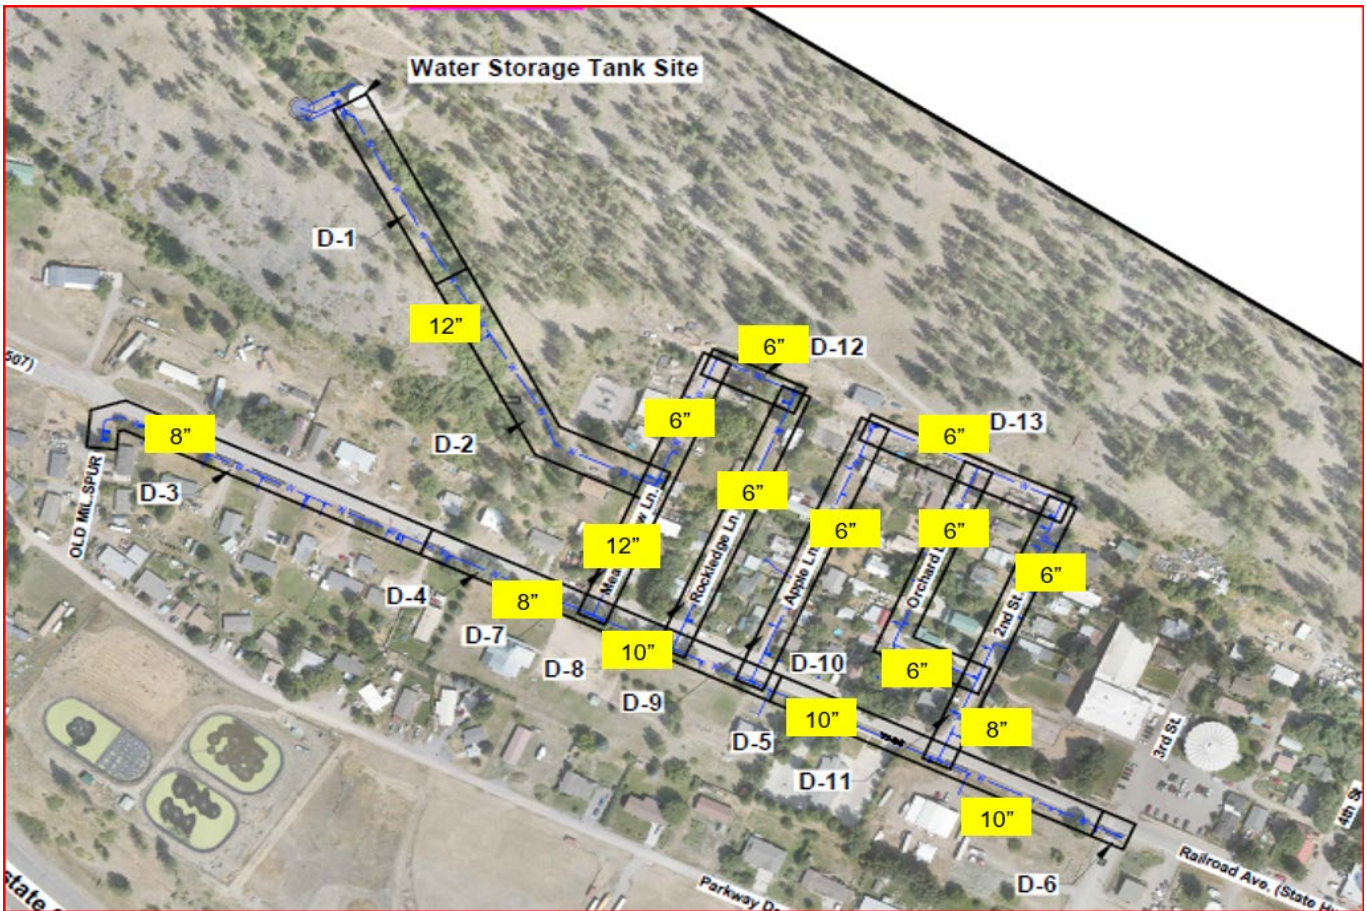 Water Storage Tank Site
D-1
12”
6”
D-12
507)
6”
8”
D-2
6”
D-13
D-3
OLD MIL. SPUR
6”
6”
6”
12”
Rockledge Ln.
Apple Ln.
6”
D-4
8”
2nd St.
D-7
10”
D-8
D-10
6”
D-9
10”
8”
D-5
3rd St.
D-11
10”
4th St
D-6
Railroad Ave. (State H
Parkway D
state